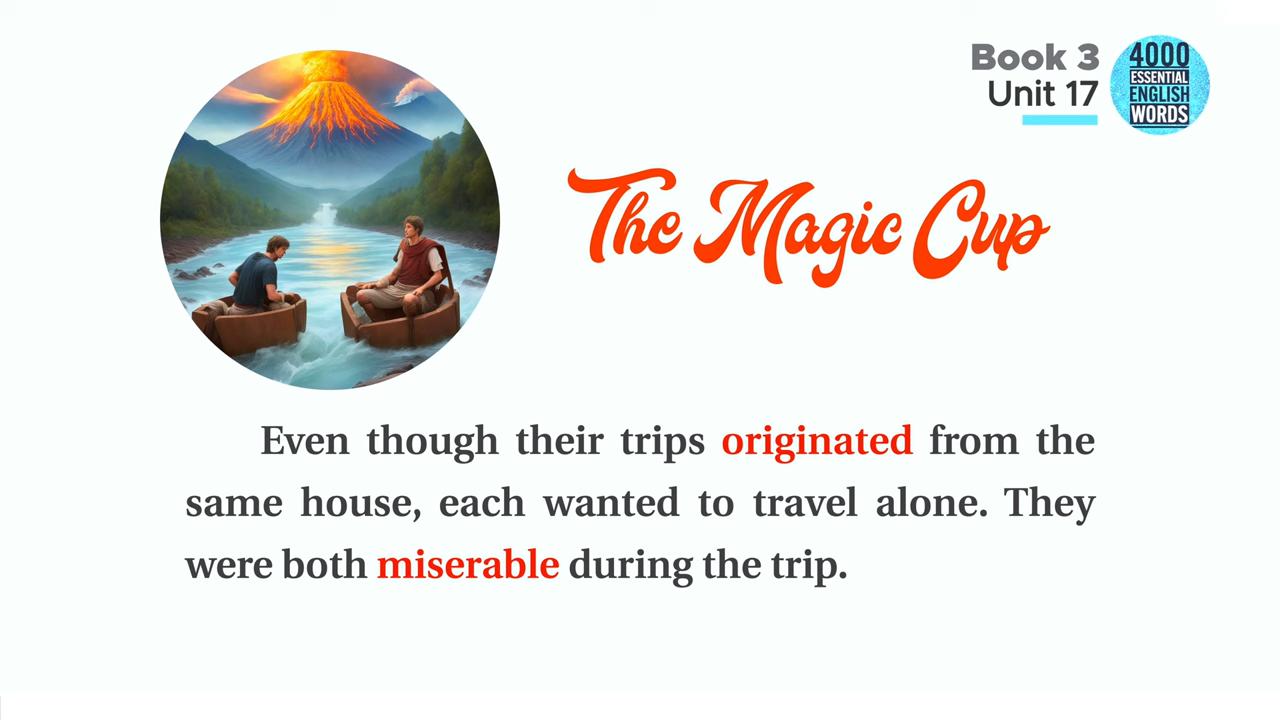 Book 3
Unit 17
4000
ESSENTIAL
ENGLISH
WORDS
The Magic Cup
Even though their trips originated from the
same house, each wanted to travel alone. They
were both miserable during the trip.